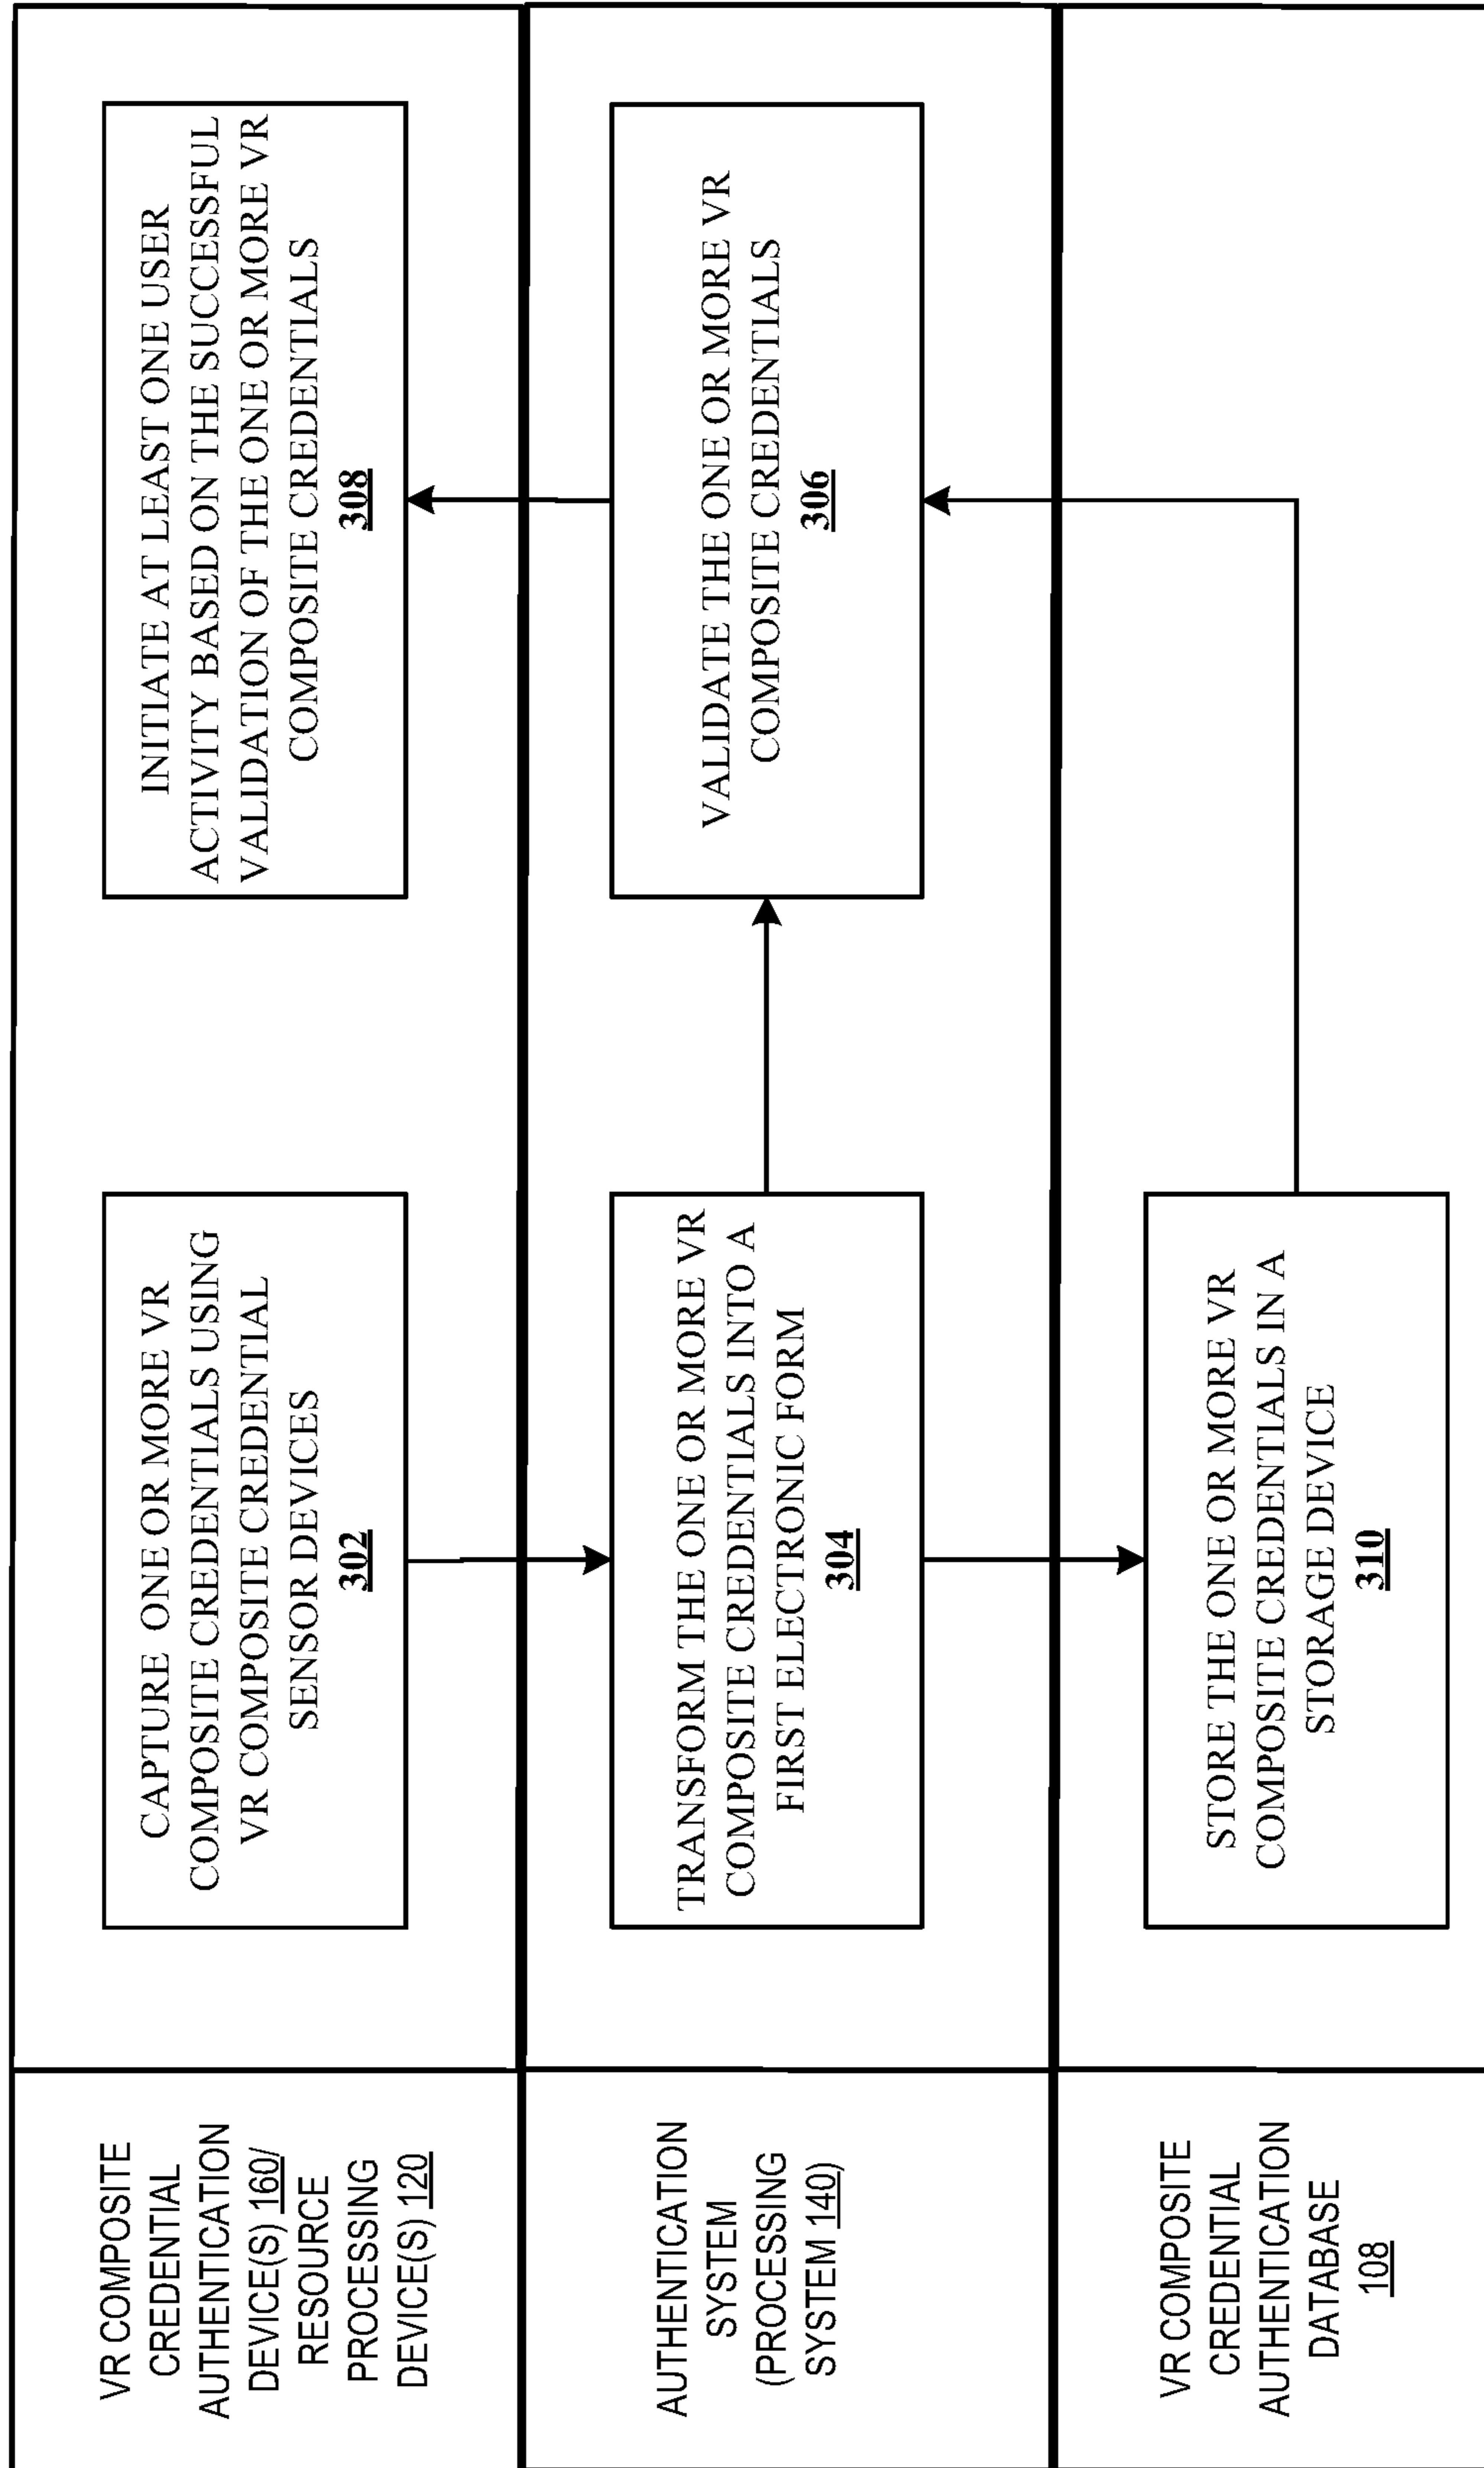 VR COMPOSITE
CREDENTIAL
AUTHENTICATION
DEVICE(S) 160/
RESOURCE
PROCESSING
DEVICE(S) 120
CAPTURE ONE OR MORE VR
COMPOSITE CREDENTIALS USING
VR COMPOSITE CREDENTIAL
SENSOR DEVICES
302
INITIATE AT LEAST ONE USER
ACTIVITY BASED ON THE SUCCESSFUL
VALIDATION OF THE ONE OR MORE VR
COMPOSITE CREDENTIALS
308
AUTHENTICATION
SYSTEM
(PROCESSING
SYSTEM 140)
TRANSFORM THE ONE OR MORE VR
COMPOSITE CREDENTIALS INTO A
FIRST ELECTRONIC FORM
304
VALIDATE THE ONE OR MORE VR
COMPOSITE CREDENTIALS
306
VR COMPOSITE
CREDENTIAL
AUTHENTICATION
DATABASE
108
STORE THE ONE OR MORE VR
COMPOSITE CREDENTIALS IN A
STORAGE DEVICE
310